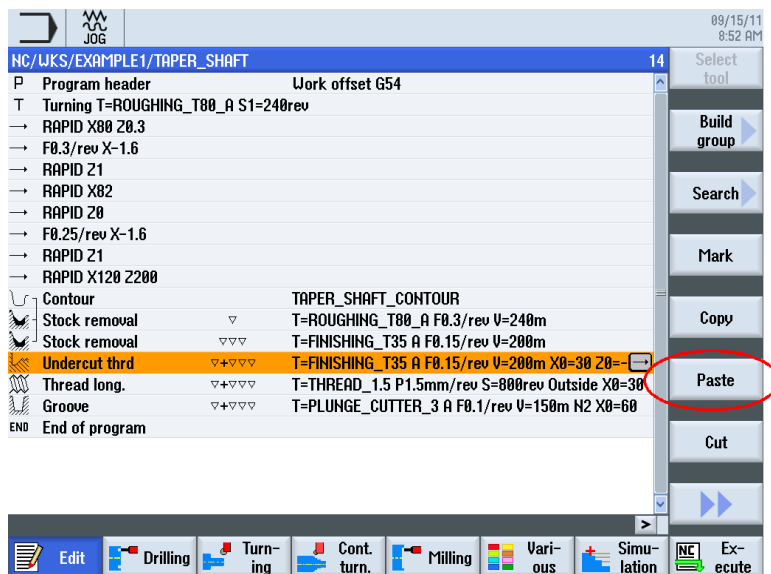 JOG
09/15/11
8:52 AM
NC/WKS/EXAMPLE1/TAPER_SHAFT 14
P Program header Work offset G54
T Turning T=ROUGHING_T80_A S1=240rev
→ RAPID X80 Z0.3
→ F0.3/rev X-1.6
→ RAPID Z1
→ RAPID X82
→ RAPID Z0
→ F0.25/rev X-1.6
→ RAPID Z1
→ RAPID X120 Z200
Contour TAPER_SHAFT_CONTOUR
Stock removal ▽ T=ROUGHING_T80_A F0.3/rev V=240m
Stock removal ▽▽▽ T=FINISHING_T35 A F0.15/rev V=200m
Undercut thrd ▽+▽▽▽ T=FINISHING_T35 A F0.15/rev V=200m X0=30 Z0=-→
Thread long. ▽+▽▽▽ T=THREAD_1.5 P1.5mm/rev S=800rev Outside X0=30
Groove ▽+▽▽▽ T=PLUNGE_CUTTER_3 A F0.1/rev V=150m N2 X0=60
END End of program
Select
tool
Build
group
Search
Mark
Copy
Paste
Cut
>
Edit
Drilling
Turn-
ing
Cont.
turn.
Milling
Vari-
ous
Simu-
lation
NC
Ex-
ecute